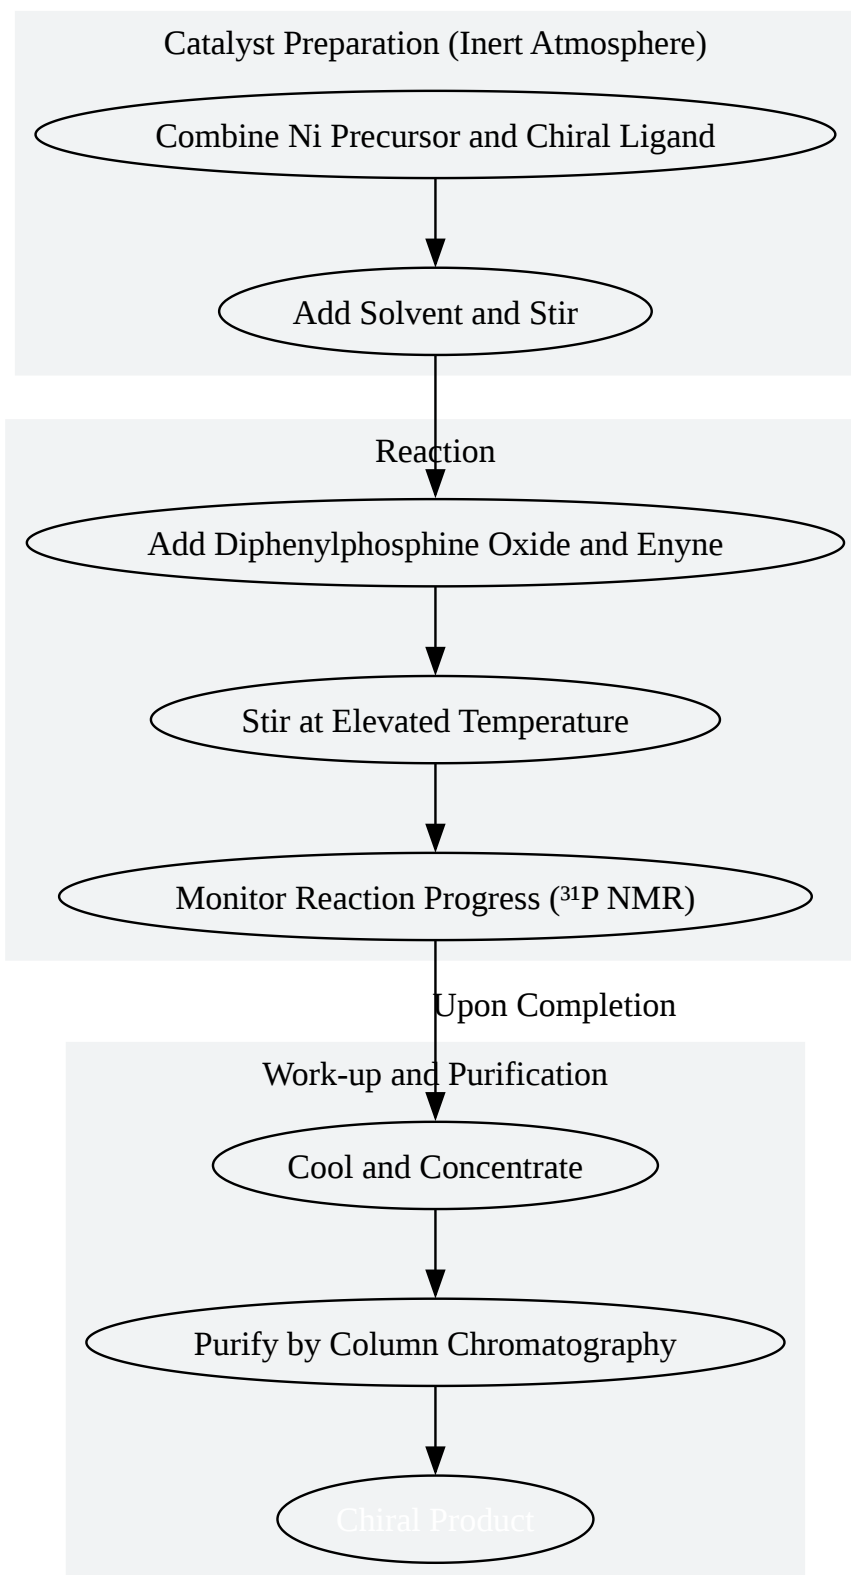 Catalyst Preparation (Inert Atmosphere)
Combine Ni Precursor and Chiral Ligand
Add Solvent and Stir
Reaction
Add Diphenylphosphine Oxide and Enyne
Stir at Elevated Temperature
Monitor Reaction Progress (³¹P NMR)
Upon Completion
Work-up and Purification
Cool and Concentrate
Purify by Column Chromatography
Chiral Product